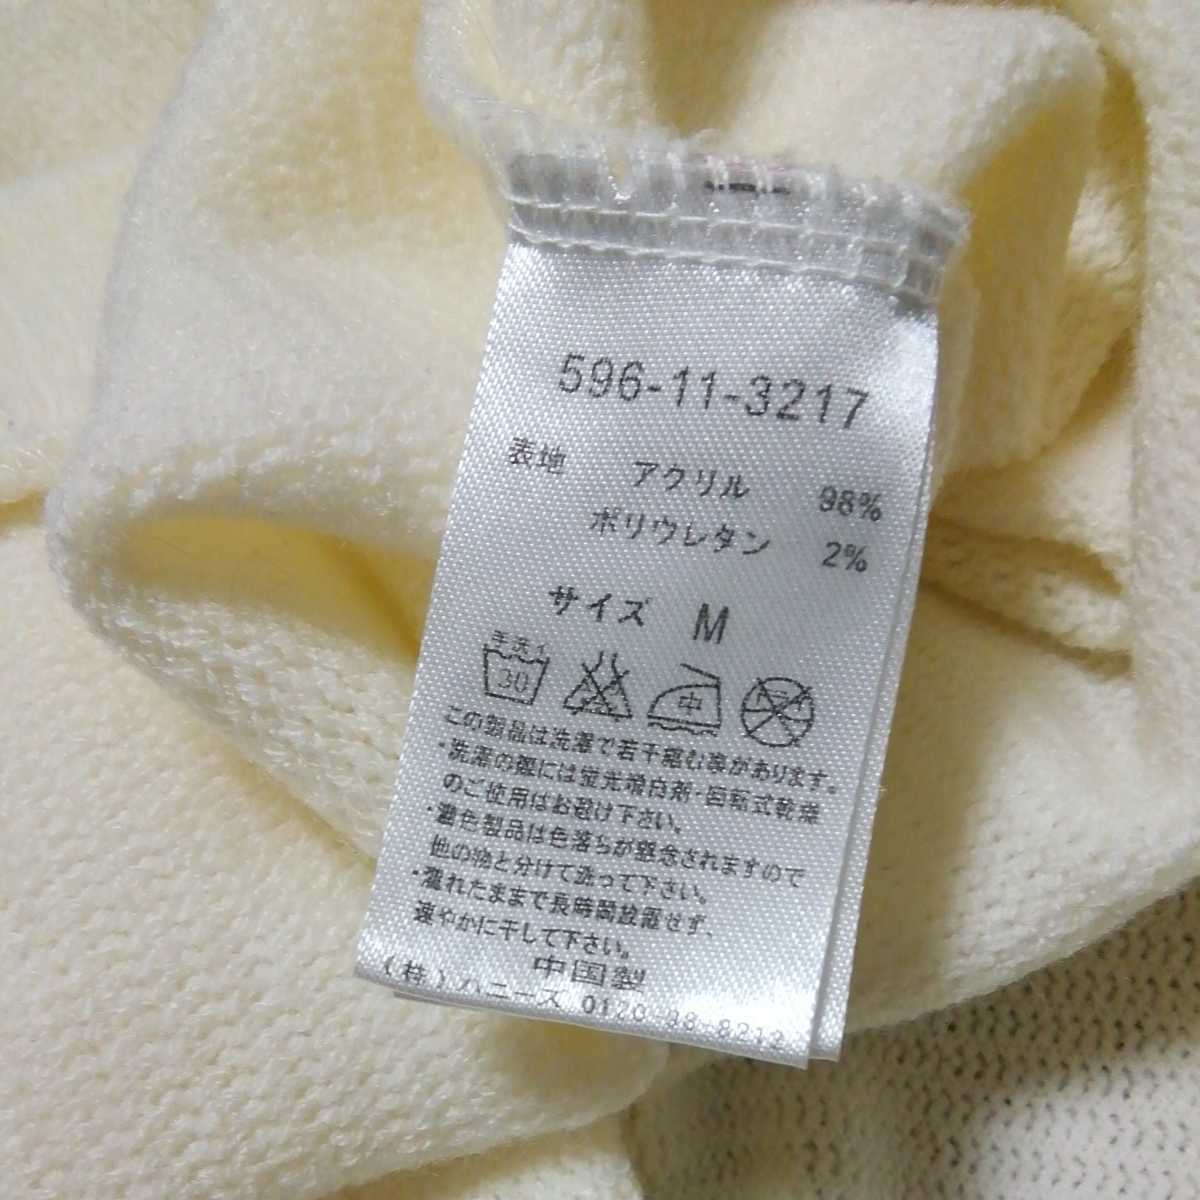 596-11-3217
表地 アクリル 98%
ポリウレタン 2%
サイズ M
手洗イ
30 中 ドライ
この製品は洗濯で若干縮む事があります。
・洗濯の際には蛍光増白剤・回転式乾燥
のご使用はお避け下さい。
・濃色製品は色落ちが懸念されますので
他の物と分けて洗って下さい。
・濡れたままで長時間放置せず、
速やかに干して下さい。
中国製
(株)ハニーズ 0120-38-8212